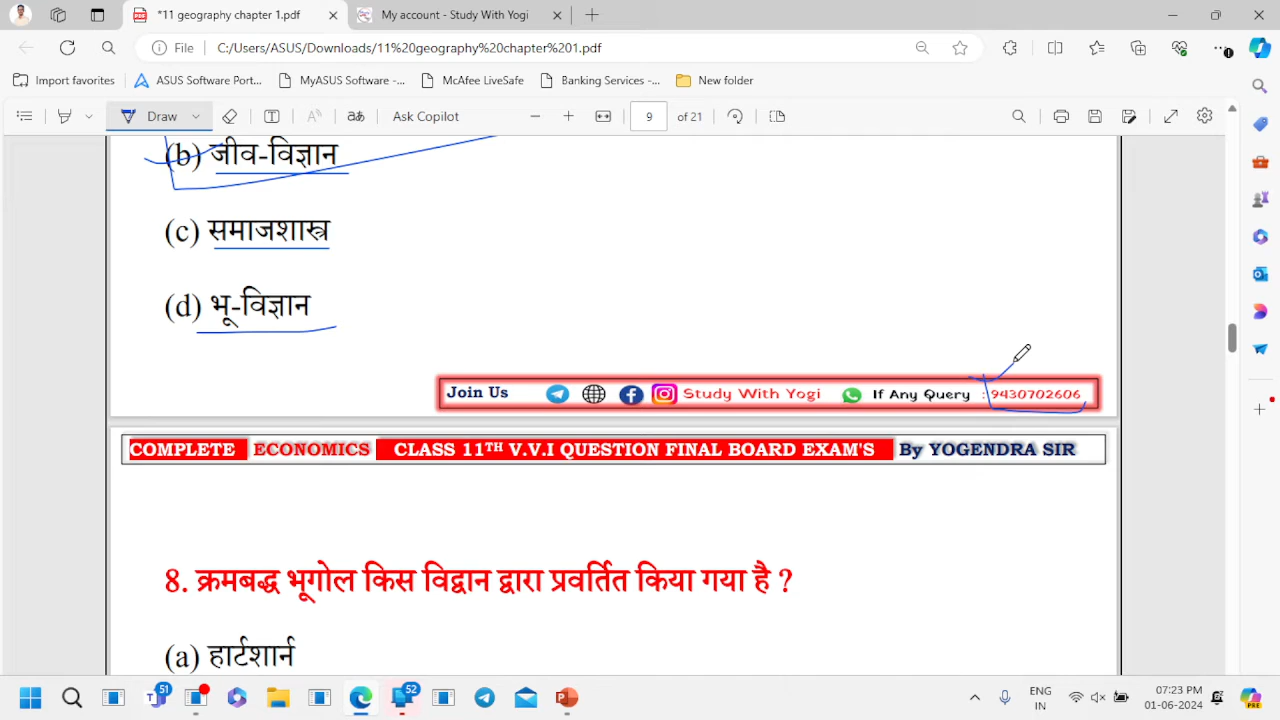 *11 geography chapter 1.pdf
My account - Study With Yogi
File
C:/Users/ASUS/Downloads/11%20geography%20chapter%201.pdf
Import favorites
ASUS Software Port...
MyASUS Software -...
McAfee LiveSafe
Banking Services -...
New folder
Draw
Ask Copilot
9 of 21
(b) जीव-विज्ञान
(c) समाजशास्त्र
(d) भू-विज्ञान
Join Us Study With Yogi If Any Query : 9430702606
COMPLETE ECONOMICS CLASS 11TH V.V.I QUESTION FINAL BOARD EXAM'S By YOGENDRA SIR
8. क्रमबद्ध भूगोल किस विद्वान द्वारा प्रवर्तित किया गया है ?
(a) हार्टशार्न
51
52
ENG
IN
07:23 PM
01-06-2024
PRE